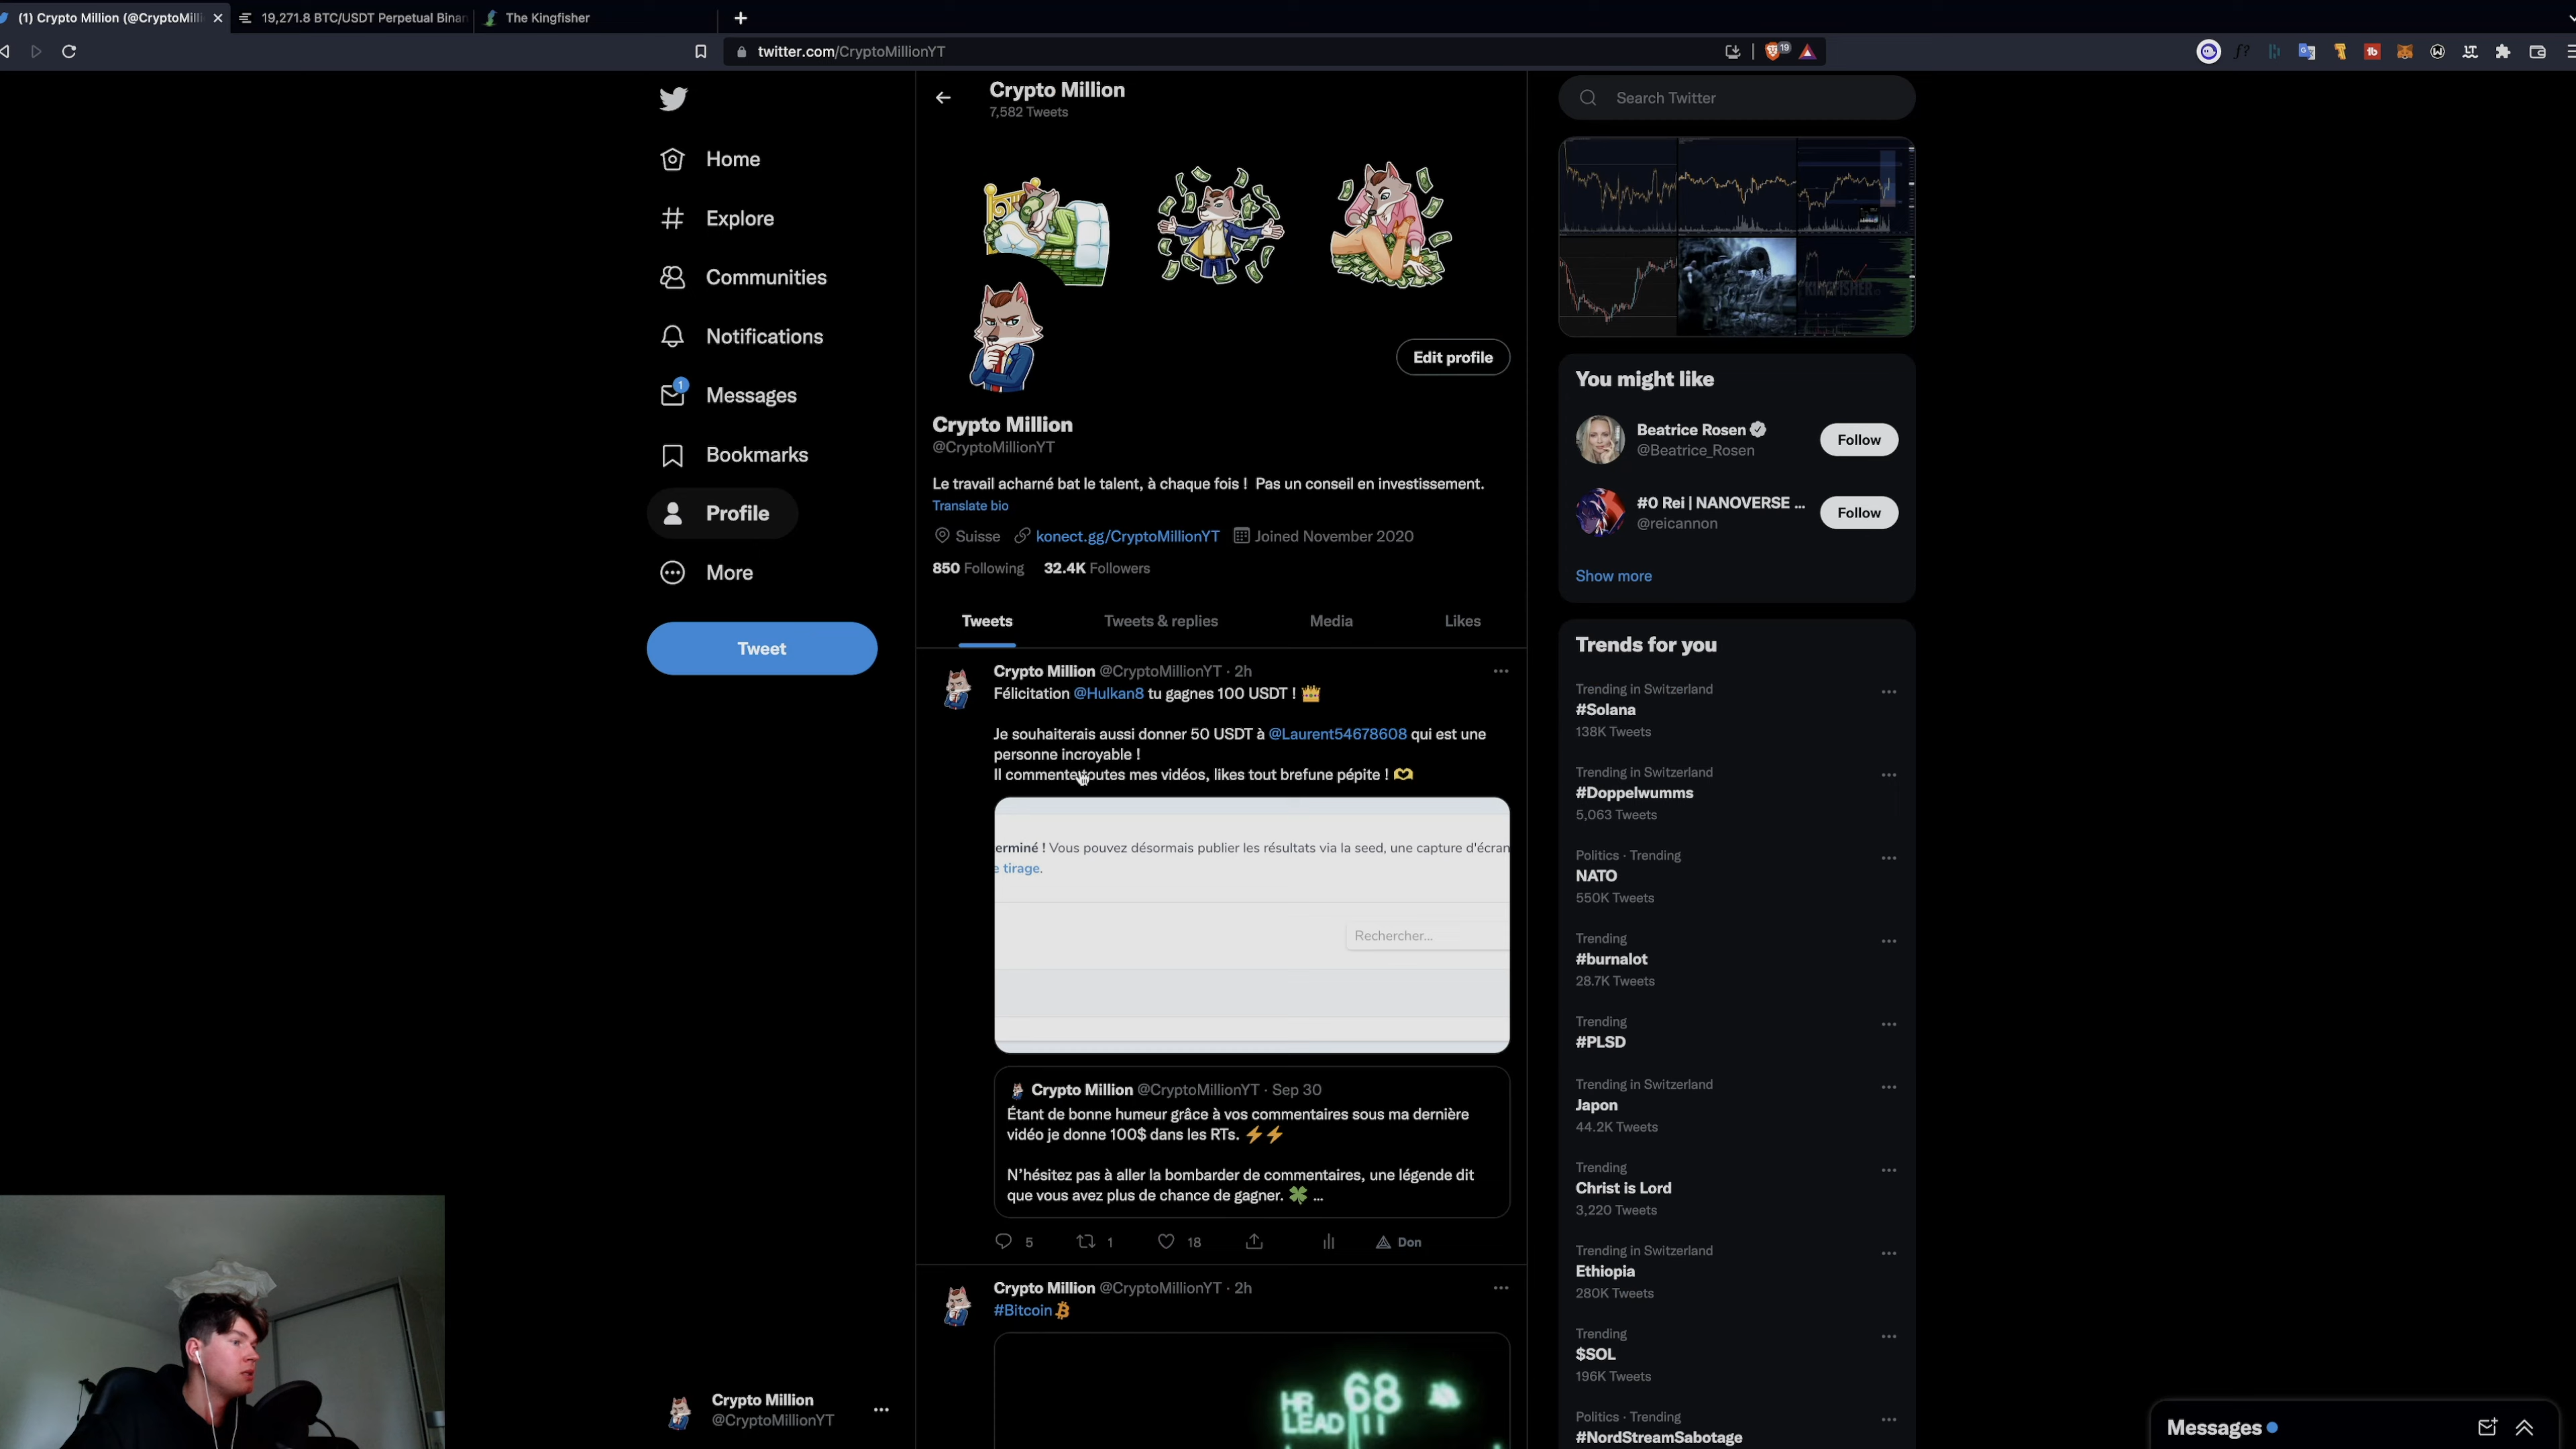 (1) Crypto Million (@CryptoMilli
19,271.8 BTC/USDT Perpetual Binan
The Kingfisher
twitter.com/CryptoMillionYT
19
Home
Explore
Communities
Notifications
1
Messages
Bookmarks
Profile
More
Tweet
Crypto Million
@CryptoMillionYT
Crypto Million
7,582 Tweets
Edit profile
Crypto Million
@CryptoMillionYT
Le travail acharné bat le talent, à chaque fois ! Pas un conseil en investissement.
Translate bio
Suisse konect.gg/CryptoMillionYT Joined November 2020
850 Following 32.4K Followers
Tweets Tweets & replies Media Likes
Crypto Million @CryptoMillionYT · 2h
Félicitation @Hulkan8 tu gagnes 100 USDT !
Je souhaiterais aussi donner 50 USDT à @Laurent54678608 qui est une
personne incroyable !
Il commente toutes mes vidéos, likes tout brefune pépite !
erminé ! Vous pouvez désormais publier les résultats via la seed, une capture d'écran
e tirage.
Rechercher...
Crypto Million @CryptoMillionYT · Sep 30
Étant de bonne humeur grâce à vos commentaires sous ma dernière
vidéo je donne 100$ dans les RTs. ⚡⚡
N'hésitez pas à aller la bombarder de commentaires, une légende dit
que vous avez plus de chance de gagner. 🍀 ...
5 1 18 Don
Crypto Million @CryptoMillionYT · 2h
#Bitcoin
HR 68
LEAD II
Search Twitter
KINGFISHER
You might like
Beatrice Rosen
@Beatrice_Rosen
Follow
#0 Rei | NANOVERSE ...
@reicannon
Follow
Show more
Trends for you
Trending in Switzerland
#Solana
138K Tweets
Trending in Switzerland
#Doppelwumms
5,063 Tweets
Politics · Trending
NATO
550K Tweets
Trending
#burnalot
28.7K Tweets
Trending
#PLSD
Trending in Switzerland
Japon
44.2K Tweets
Trending
Christ is Lord
3,220 Tweets
Trending in Switzerland
Ethiopia
280K Tweets
Trending
$SOL
196K Tweets
Politics · Trending
#NordStreamSabotage
Messages